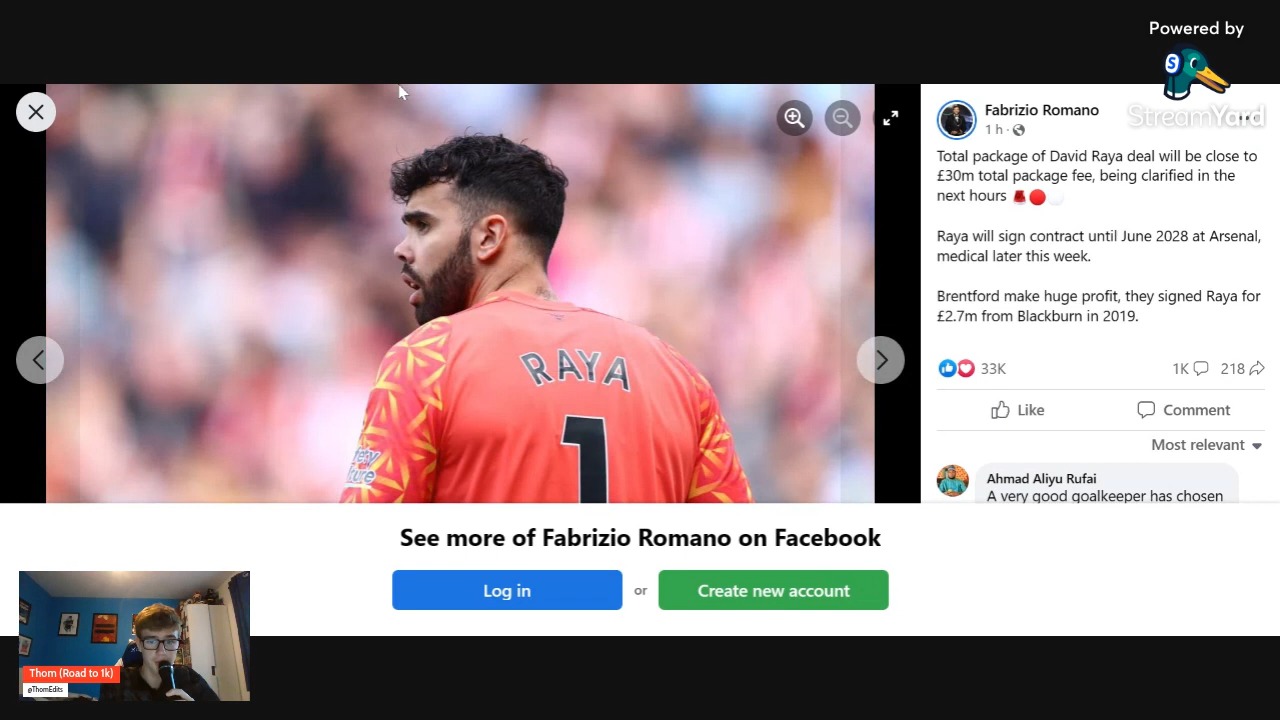 Powered by
S
StreamYard
Fabrizio Romano
1 h ·
Total package of David Raya deal will be close to
£30m total package fee, being clarified in the
next hours
Raya will sign contract until June 2028 at Arsenal,
medical later this week.
Brentford make huge profit, they signed Raya for
£2.7m from Blackburn in 2019.
33K
1K
218
Like
Comment
Most relevant
Ahmad Aliyu Rufai
A very good goalkeeper has chosen
RAYA
1
See more of Fabrizio Romano on Facebook
Log in
or
Create new account
Thom (Road to 1k)
@ThomEdits